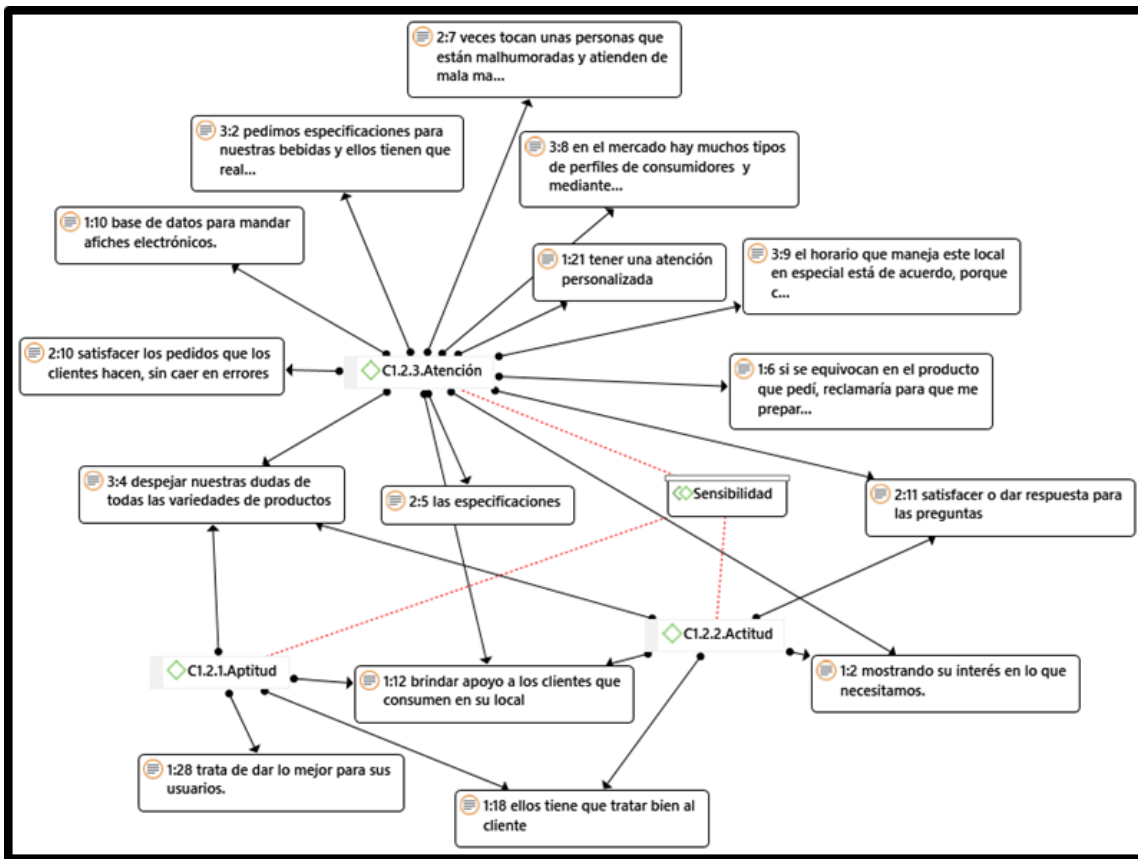 2:7 veces tocan unas personas que
están malhumoradas y atienden de
mala ma...
3:2 pedimos especificaciones para
nuestras bebidas y ellos tienen que
real...
3:8 en el mercado hay muchos tipos
de perfiles de consumidores y
mediante...
1:10 base de datos para mandar
afiches electrónicos.
1:21 tener una atención
personalizada
3:9 el horario que maneja este local
en especial está de acuerdo, porque
c...
2:10 satisfacer los pedidos que los
clientes hacen, sin caer en errores
C1.2.3.Atención
1:6 si se equivocan en el producto
que pedí, reclamaría para que me
prepar...
3:4 despejar nuestras dudas de
todas las variedades de productos
2:5 las especificaciones
Sensibilidad
2:11 satisfacer o dar respuesta para
las preguntas
C1.2.2.Actitud
C1.2.1.Aptitud
1:12 brindar apoyo a los clientes que
consumen en su local
1:2 mostrando su interés en lo que
necesitamos.
1:28 trata de dar lo mejor para sus
usuarios.
1:18 ellos tiene que tratar bien al
cliente